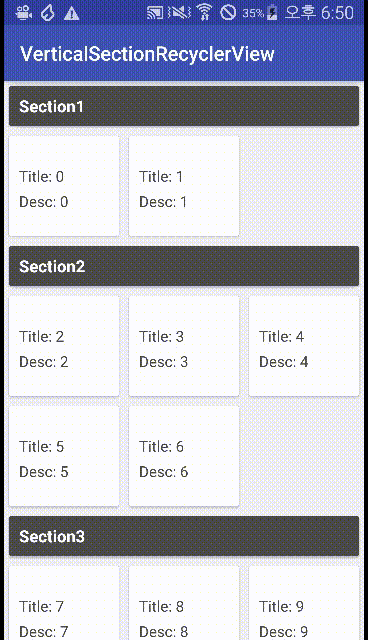 35% 오후 6:50
VerticalSectionRecyclerView
Section1
Title: 0
Desc: 0
Title: 1
Desc: 1
Section2
Title: 2
Desc: 2
Title: 3
Desc: 3
Title: 4
Desc: 4
Title: 5
Desc: 5
Title: 6
Desc: 6
Section3
Title: 7
Desc: 7
Title: 8
Desc: 8
Title: 9
Desc: 9